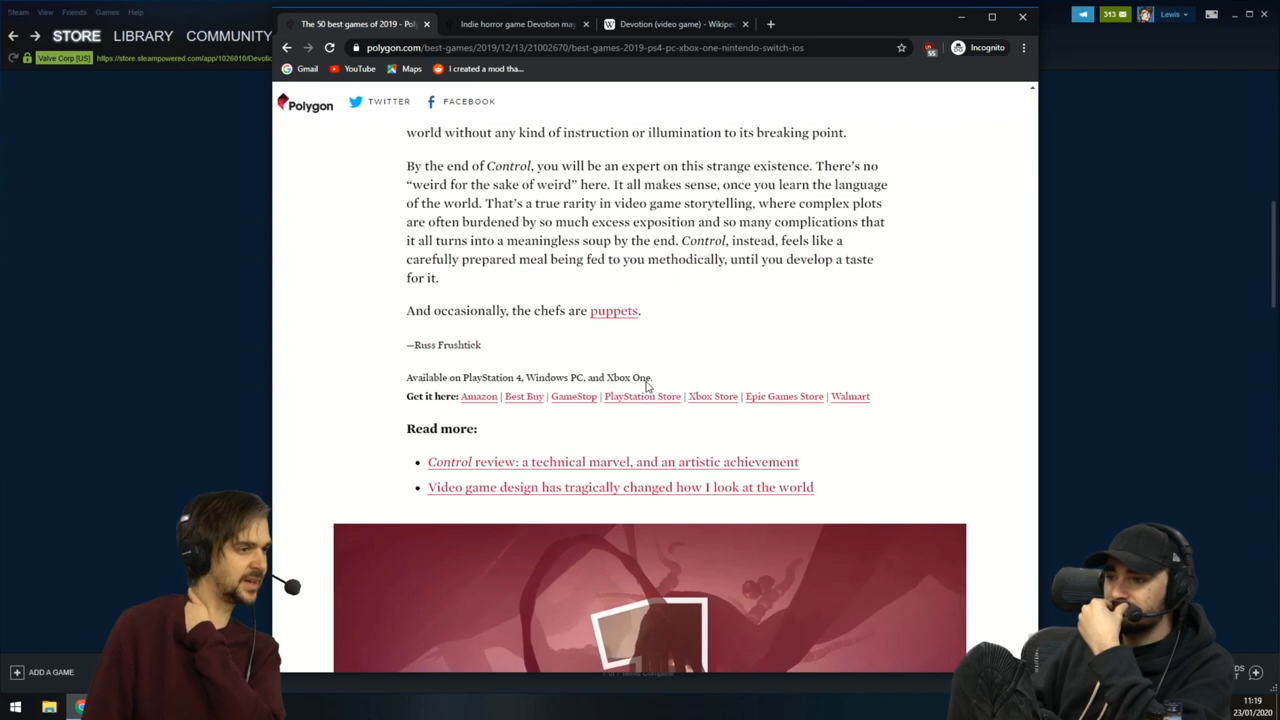 Steam View Friends Games Help
STORE LIBRARY COMMUNITY
Valve Corp [US] https://store.steampowered.com/app/1026010/Devotio
313 Lewis
The 50 best games of 2019 - Pol
Indie horror game Devotion may
Devotion (video game) - Wikiped
polygon.com/best-games/2019/12/13/21002670/best-games-2019-ps4-pc-xbox-one-nintendo-switch-ios
55 Incognito
Gmail YouTube Maps I created a mod tha...
Polygon TWITTER FACEBOOK
world without any kind of instruction or illumination to its breaking point.
By the end of Control, you will be an expert on this strange existence. There’s no
“weird for the sake of weird” here. It all makes sense, once you learn the language
of the world. That’s a true rarity in video game storytelling, where complex plots
are often burdened by so much excess exposition and so many complications that
it all turns into a meaningless soup by the end. Control, instead, feels like a
carefully prepared meal being fed to you methodically, until you develop a taste
for it.
And occasionally, the chefs are puppets.
—Russ Frushtick
Available on PlayStation 4, Windows PC, and Xbox One.
Get it here: Amazon | Best Buy | GameStop | PlayStation Store | Xbox Store | Epic Games Store | Walmart
Read more:
• Control review: a technical marvel, and an artistic achievement
• Video game design has tragically changed how I look at the world
ADD A GAME
11:19
23/01/2020